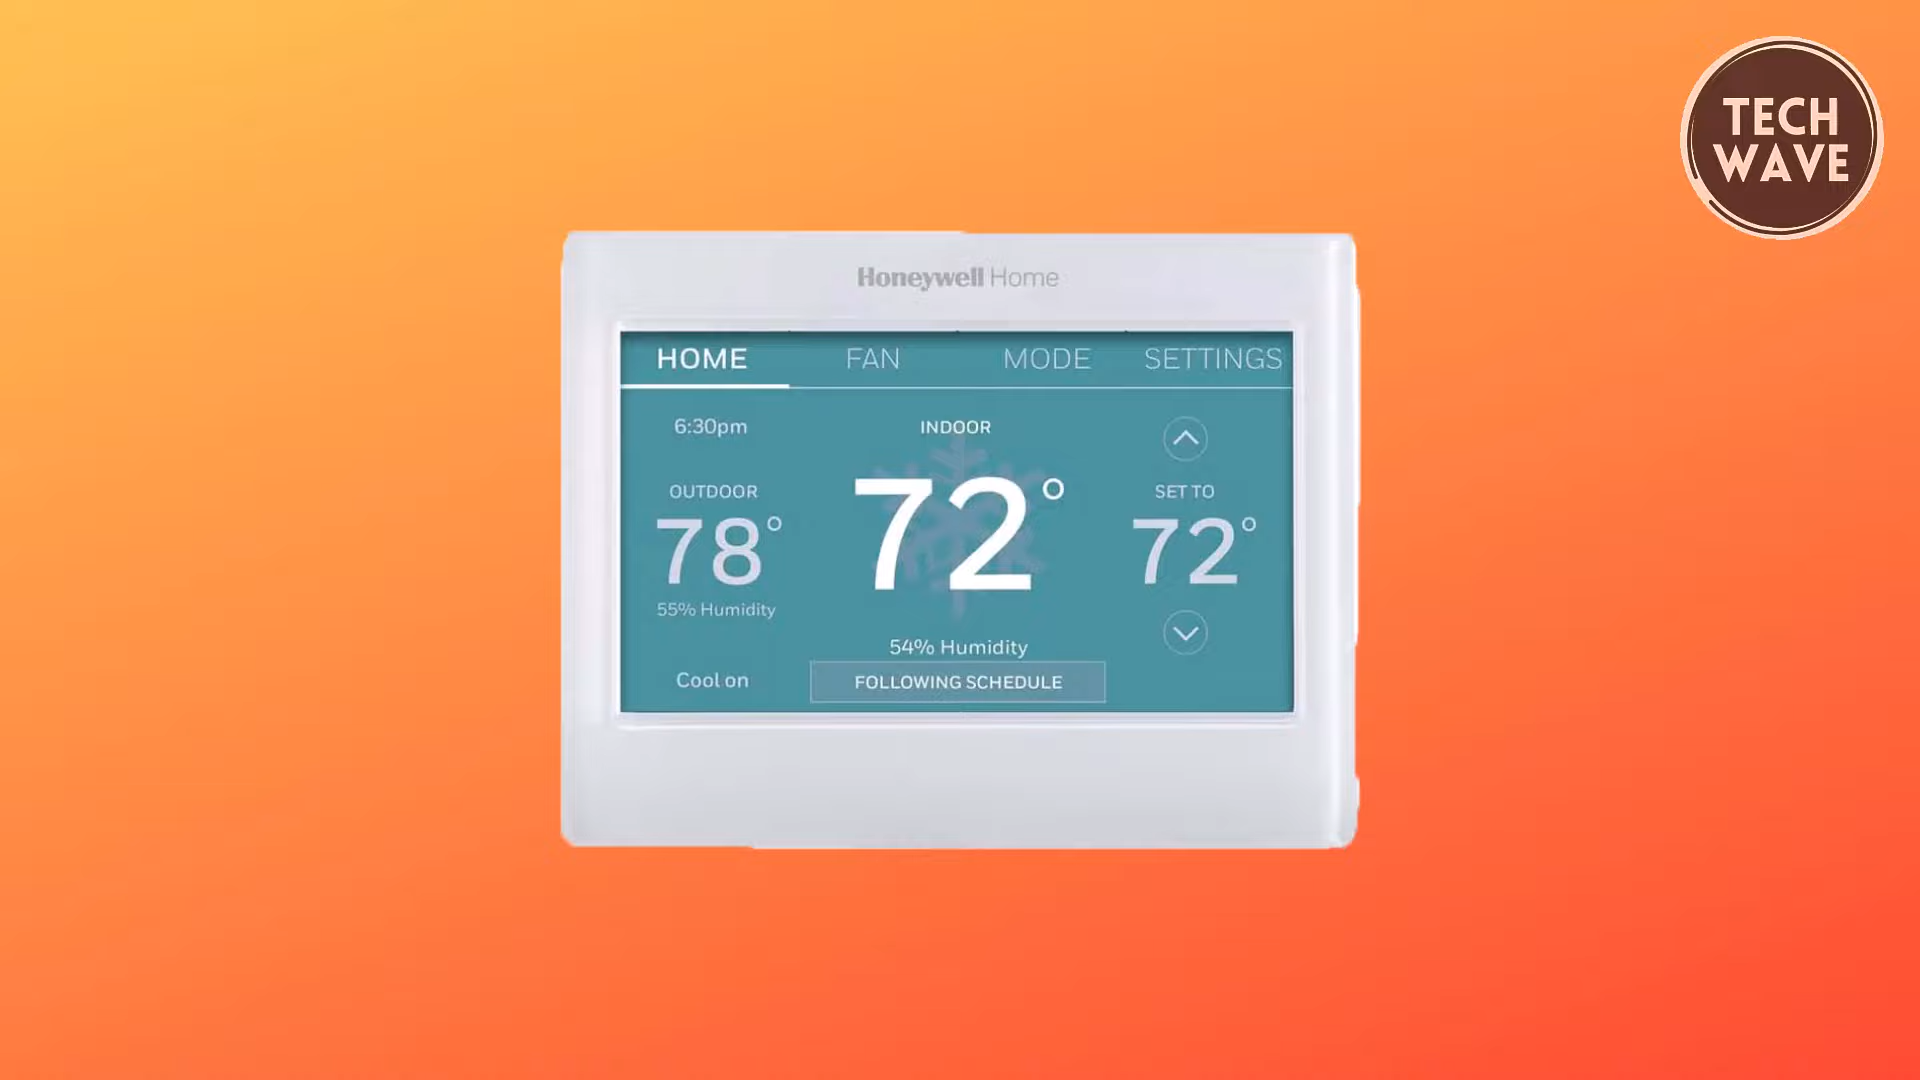 TECH
WAVE
Honeywell Home
HOME FAN MODE SETTINGS
6:30pm
INDOOR
OUTDOOR
78°
72°
SET TO
72°
55% Humidity
54% Humidity
Cool on
FOLLOWING SCHEDULE